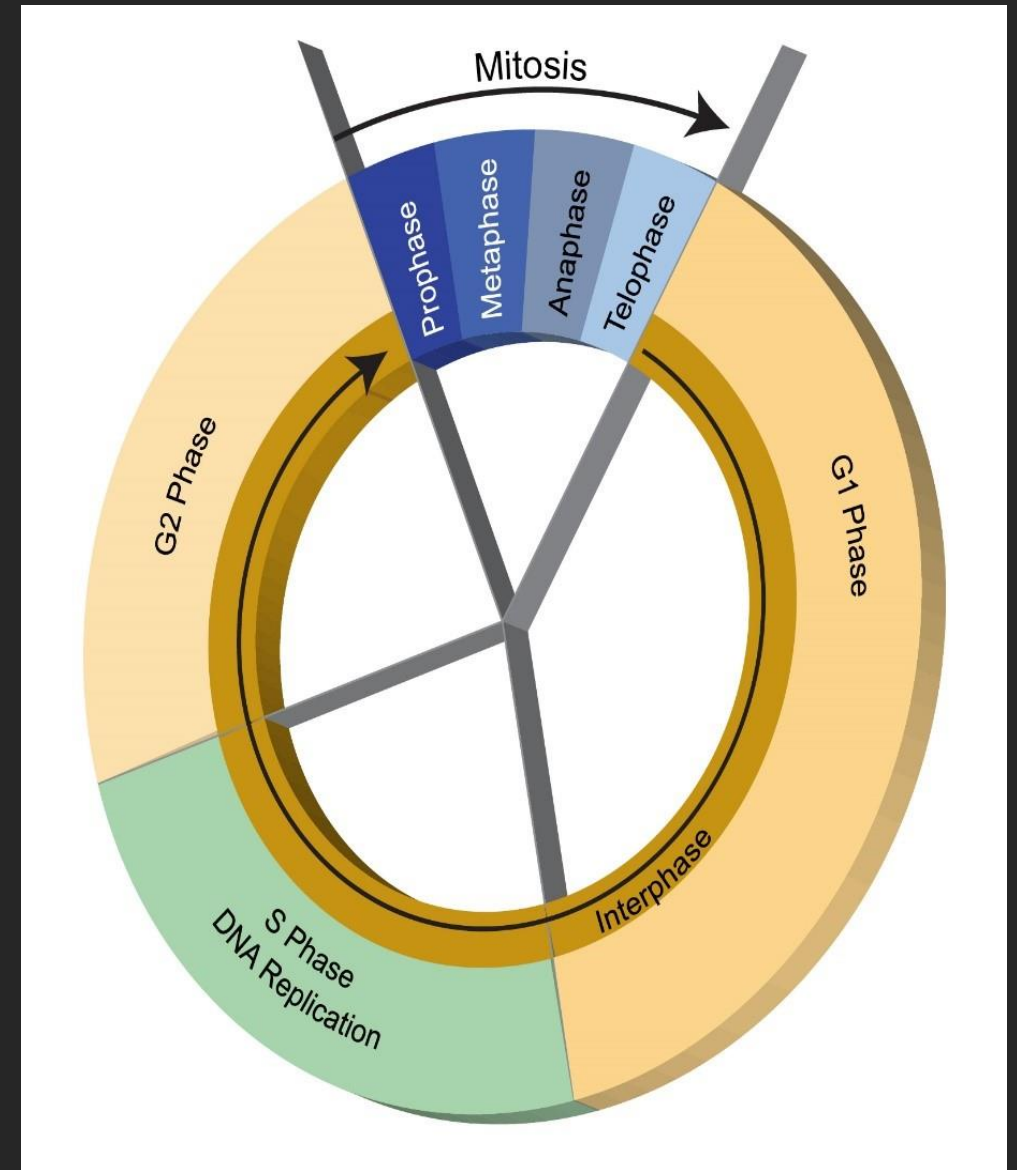 Mitosis
Prophase
Metaphase
Anaphase
Telophase
G1 Phase
Interphase
S Phase
DNA Replication
G2 Phase